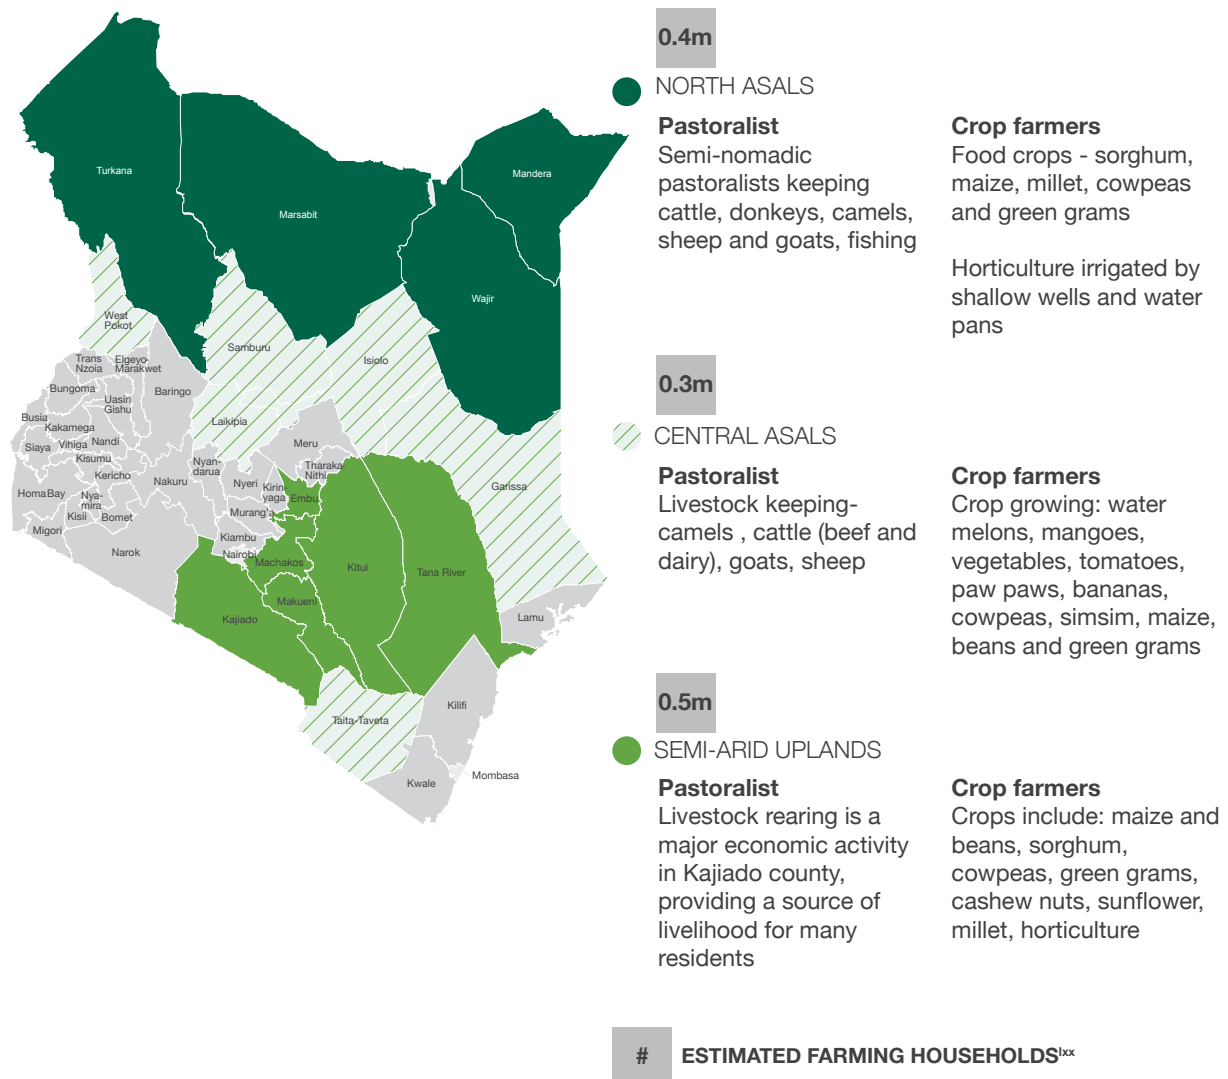 Turkana
Marsabit
Mandera
Wajir
West
Pokot
Samburu
Isiolo
Trans
Nzoia
Elgeyo-
Marakwet
Baringo
Bungoma
Uasin
Gishu
Laikipia
Busia
Kakamega
Siaya
Vihiga
Nandi
Kisumu
Kericho
Nakuru
Nyan-
darua
Meru
Tharaka-
Nithi
Nyeri
Kirin-
yaga
Embu
Garissa
HomaBay
Nya-
mira
Kisii
Bomet
Migori
Murang'a
Kiambu
Nairobi
Narok
Machakos
Kitui
Tana River
Makueni
Kajiado
Lamu
Taita-Taveta
Kilifi
Mombasa
Kwale
0.4m
NORTH ASALS
Pastoralist
Semi-nomadic
pastoralists keeping
cattle, donkeys, camels,
sheep and goats, fishing
Crop farmers
Food crops - sorghum,
maize, millet, cowpeas
and green grams
Horticulture irrigated by
shallow wells and water
pans
0.3m
CENTRAL ASALS
Pastoralist
Livestock keeping-
camels , cattle (beef and
dairy), goats, sheep
Crop farmers
Crop growing: water
melons, mangoes,
vegetables, tomatoes,
paw paws, bananas,
cowpeas, simsim, maize,
beans and green grams
0.5m
SEMI-ARID UPLANDS
Pastoralist
Livestock rearing is a
major economic activity
in Kajiado county,
providing a source of
livelihood for many
residents
Crop farmers
Crops include: maize and
beans, sorghum,
cowpeas, green grams,
cashew nuts, sunflower,
millet, horticulture
# ESTIMATED FARMING HOUSEHOLDSlxx